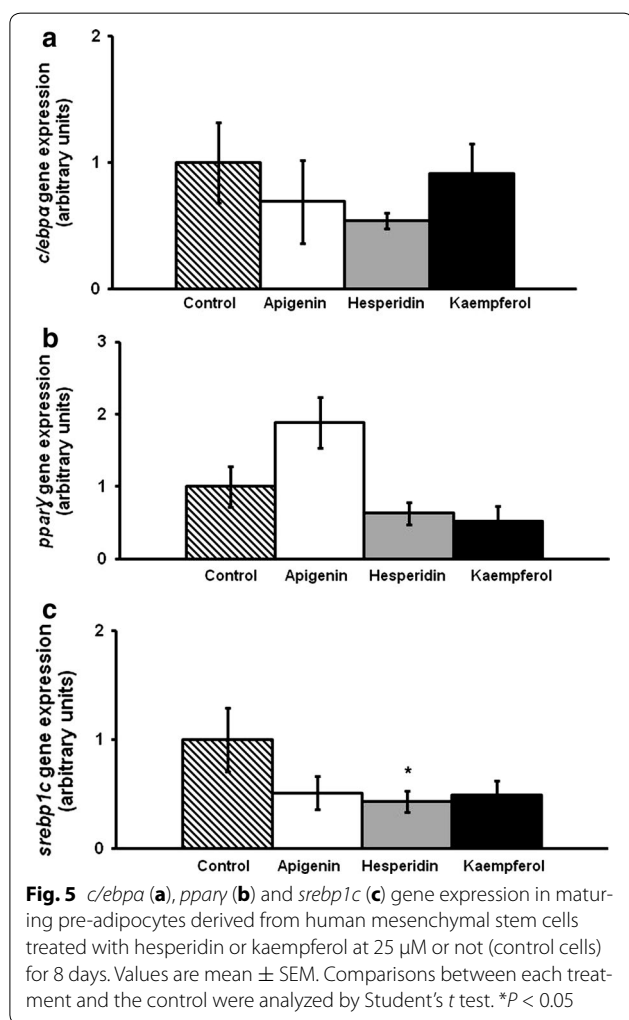 a
2
1
0
c/ebpα gene expression
(arbitrary units)
Control Apigenin Hesperidin Kaempferol
b
3
2
1
0
pparɣ gene expression
(arbitrary units)
Control Apigenin Hesperidin Kaempferol
c
2
1
0
srebp1c gene expression
(arbitrary units)
*
Control Apigenin Hesperidin Kaempferol
Fig. 5 c/ebpα (a), pparγ (b) and srebp1c (c) gene expression in matur-
ing pre-adipocytes derived from human mesenchymal stem cells
treated with hesperidin or kaempferol at 25 μM or not (control cells)
for 8 days. Values are mean ± SEM. Comparisons between each treat-
ment and the control were analyzed by Student's t test. *P < 0.05